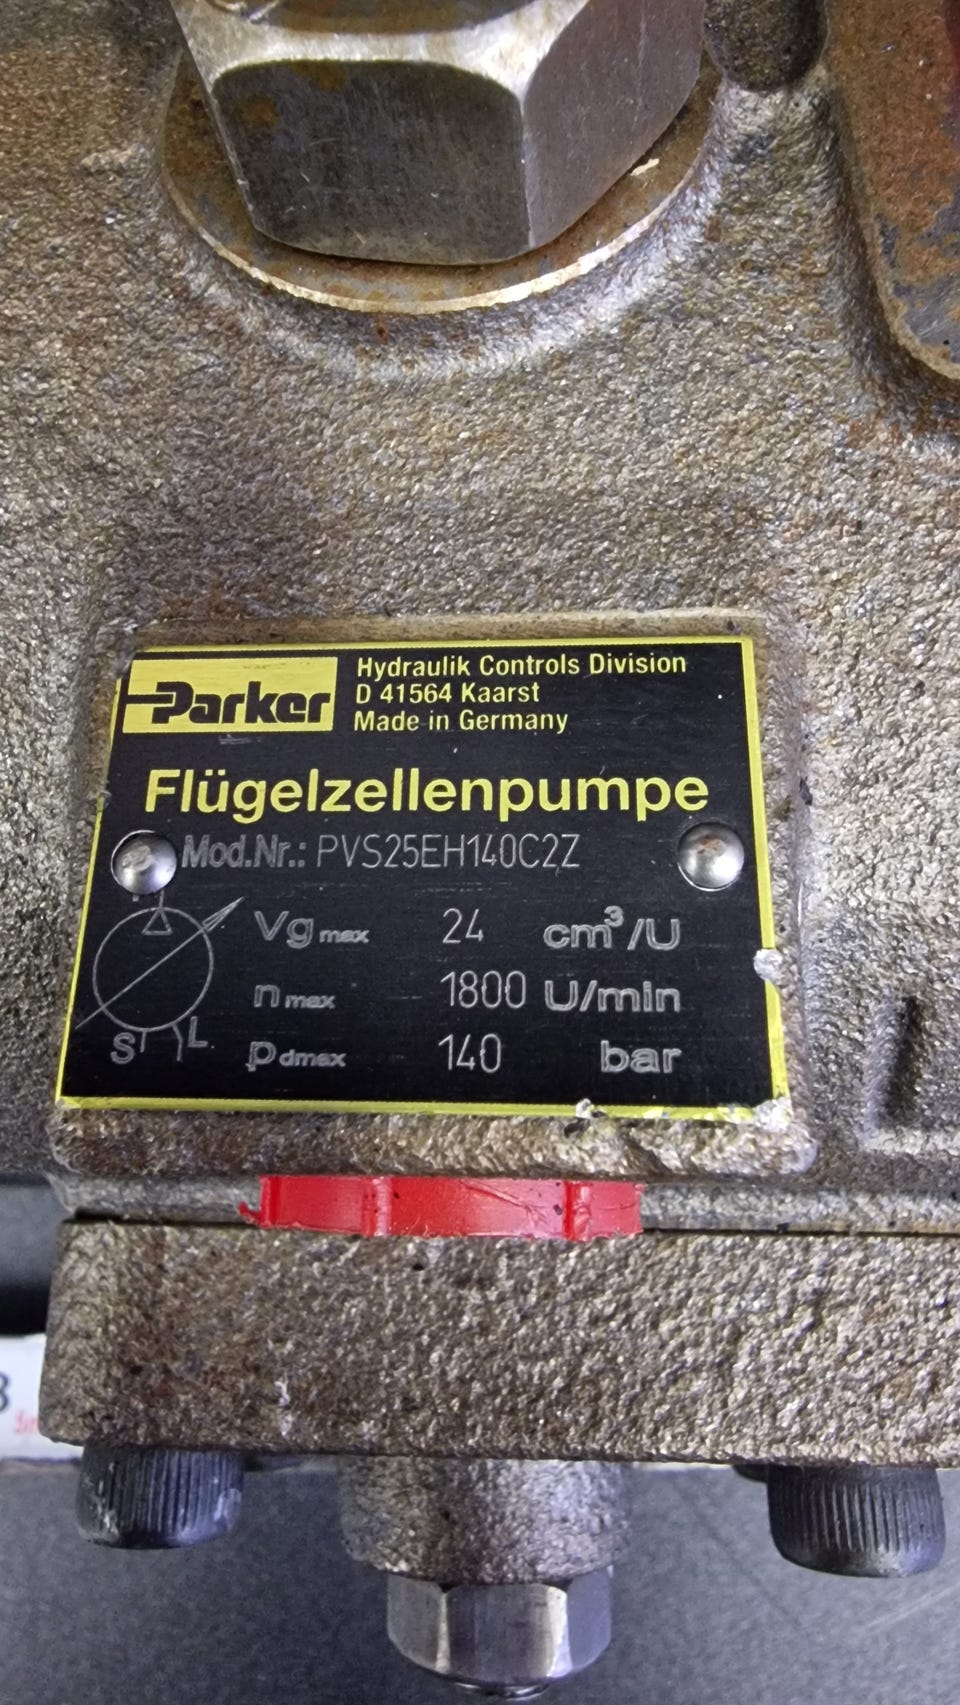 Parker
Hydraulik Controls Division
D 41564 Kaarst
Made in Germany
Flügelzellenpumpe
Mod.Nr.: PVS25EH140C2Z
Vg max 24 cm³/U
n max 1800 U/min
p dmax 140 bar
S L